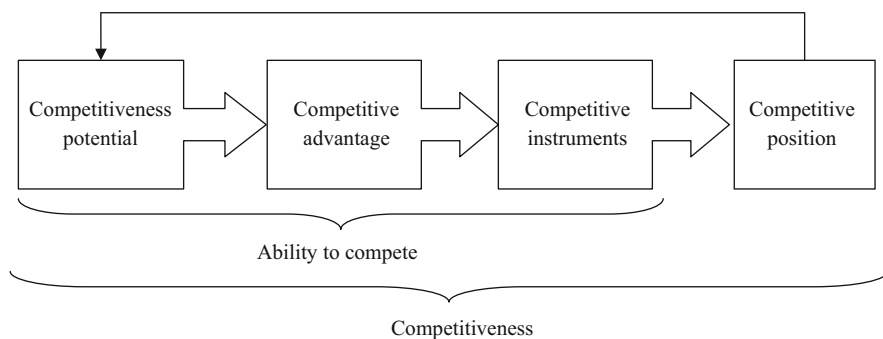 Competitiveness
potential
Competitive
advantage
Competitive
instruments
Competitive
position
Ability to compete
Competitiveness